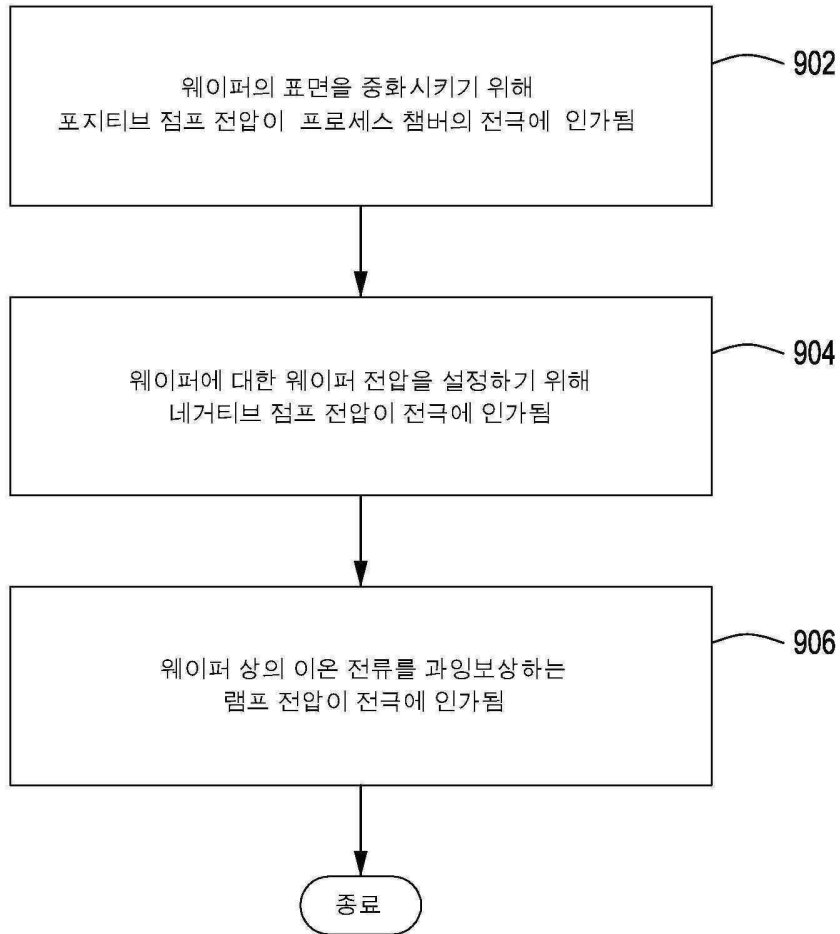 웨이퍼의 표면을 중화시키기 위해
포지티브 점프 전압이 프로세스 챔버의 전극에 인가됨
902
웨이퍼에 대한 웨이퍼 전압을 설정하기 위해
네거티브 점프 전압이 전극에 인가됨
904
웨이퍼 상의 이온 전류를 과잉보상하는
램프 전압이 전극에 인가됨
906
종료